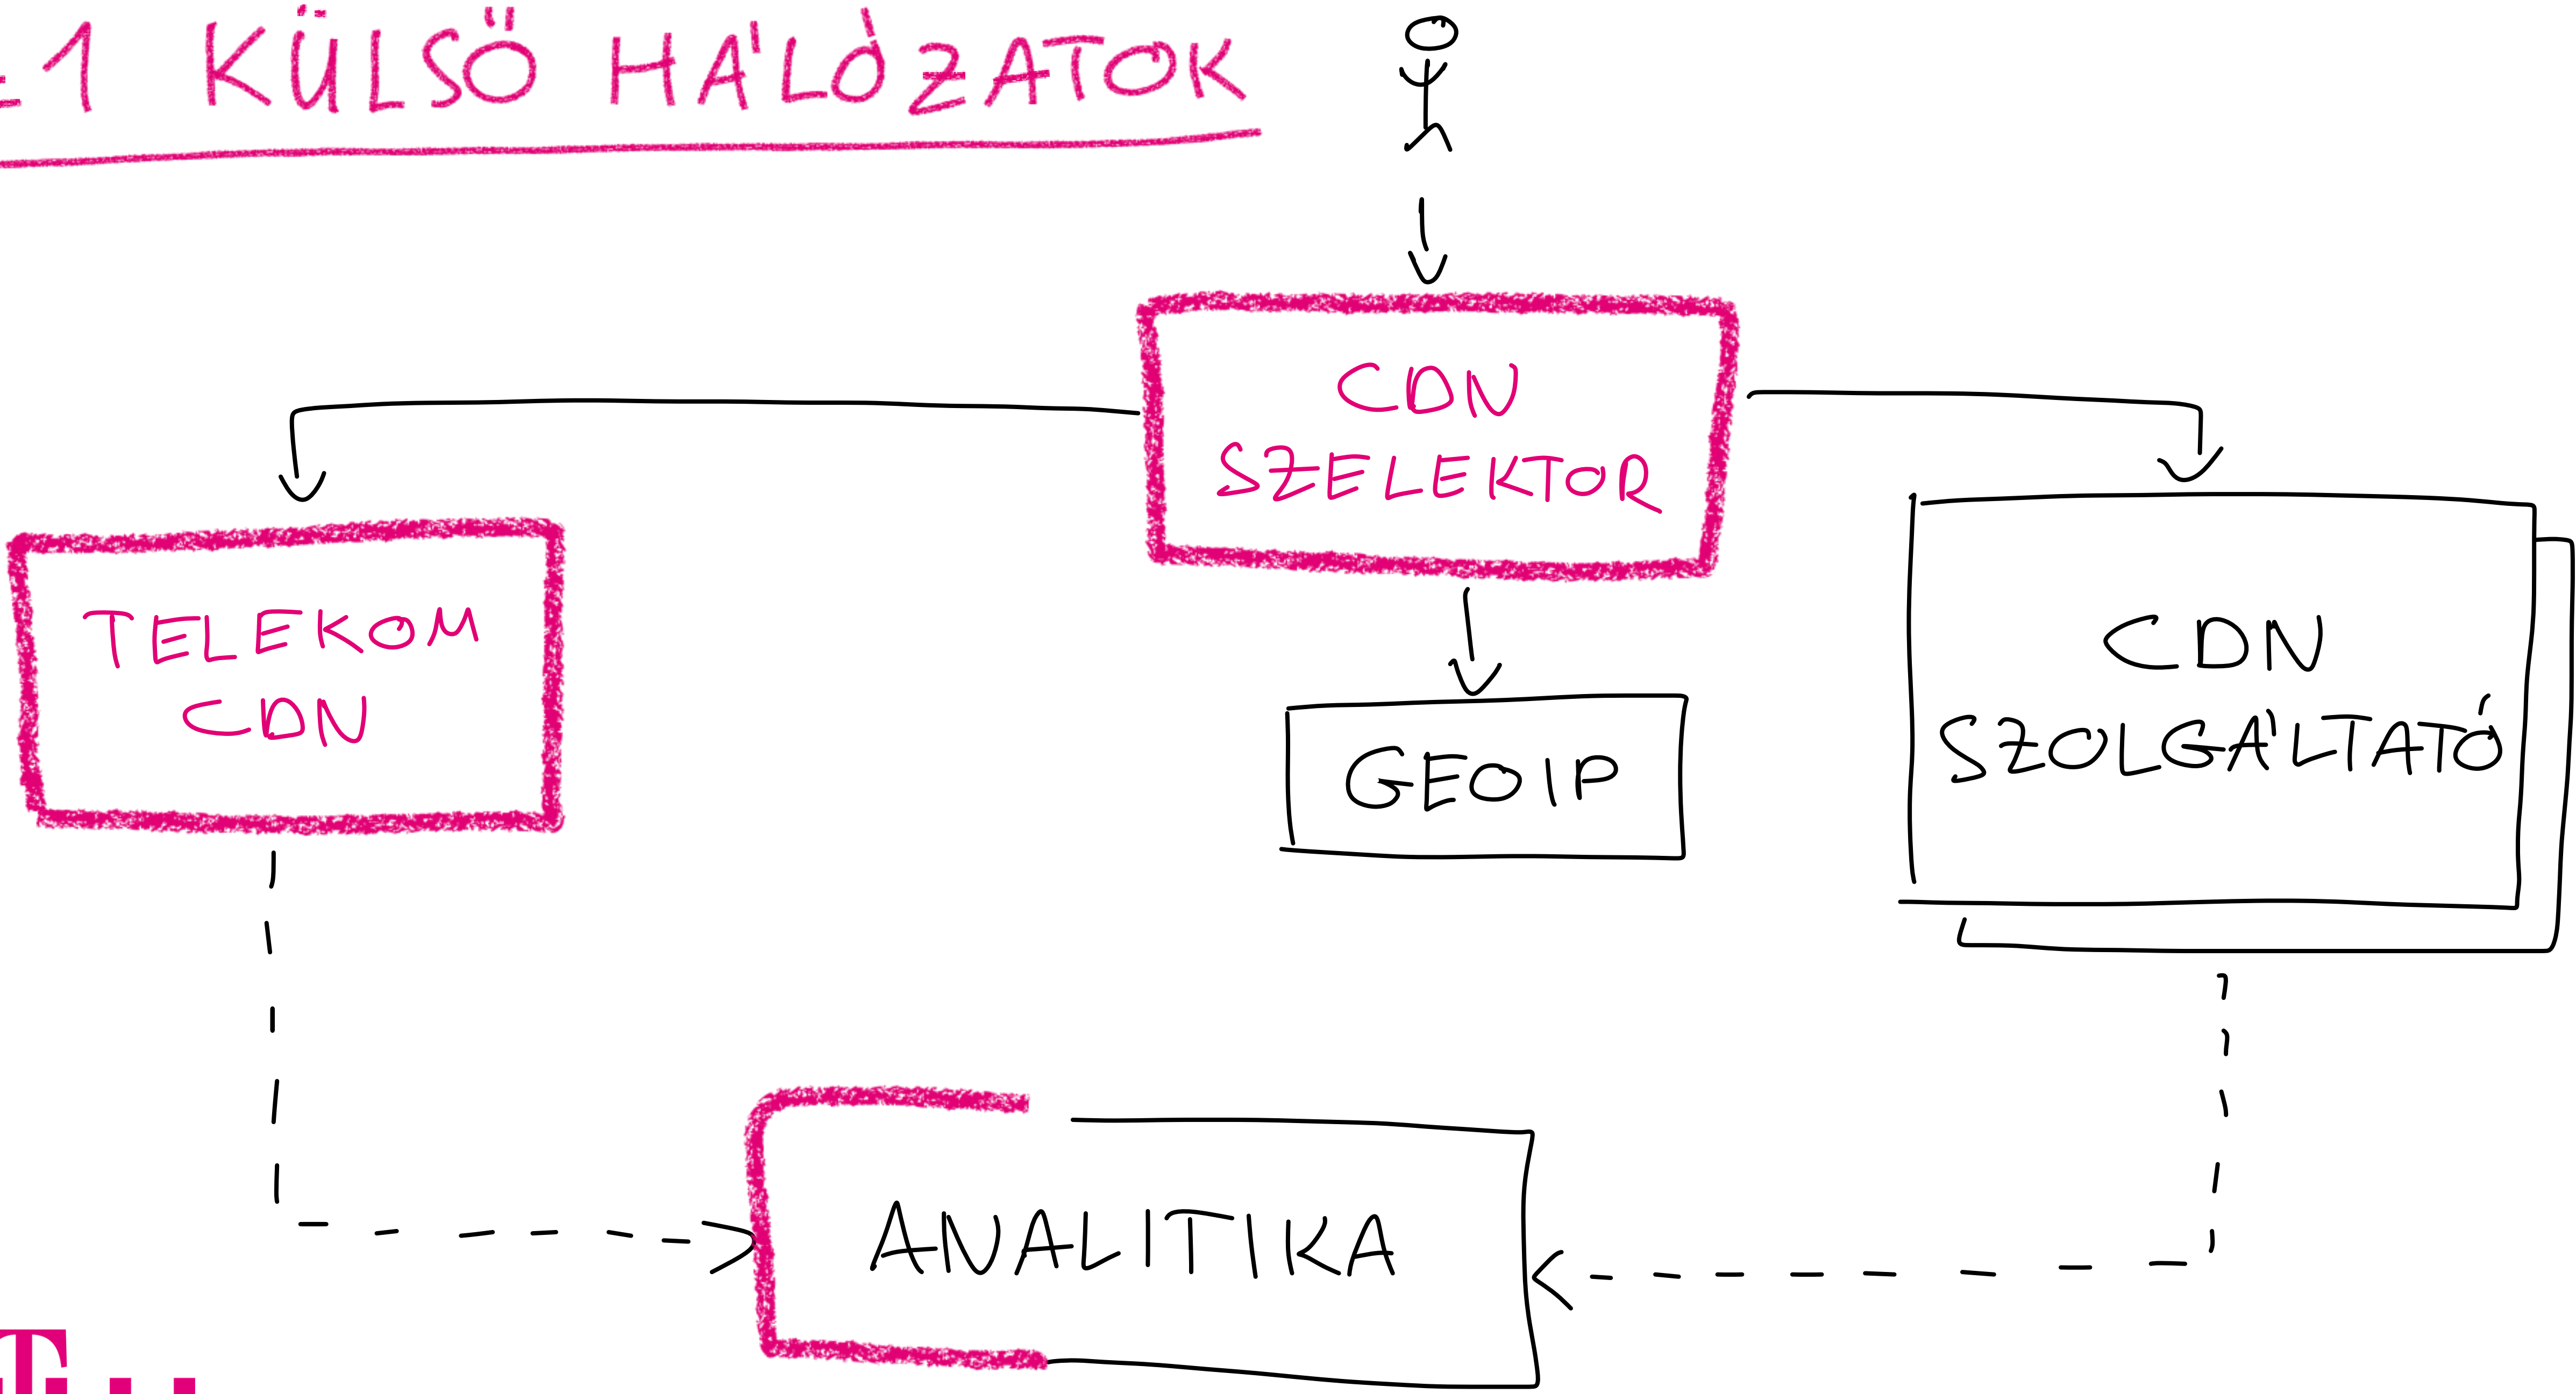 1 KÜLSŐ HÁLÓZATOK
CDN
SZELEKTOR
TELEKOM
CDN
CDN
SZOLGÁLTATÓ
GEOIP
ANALITIKA
T